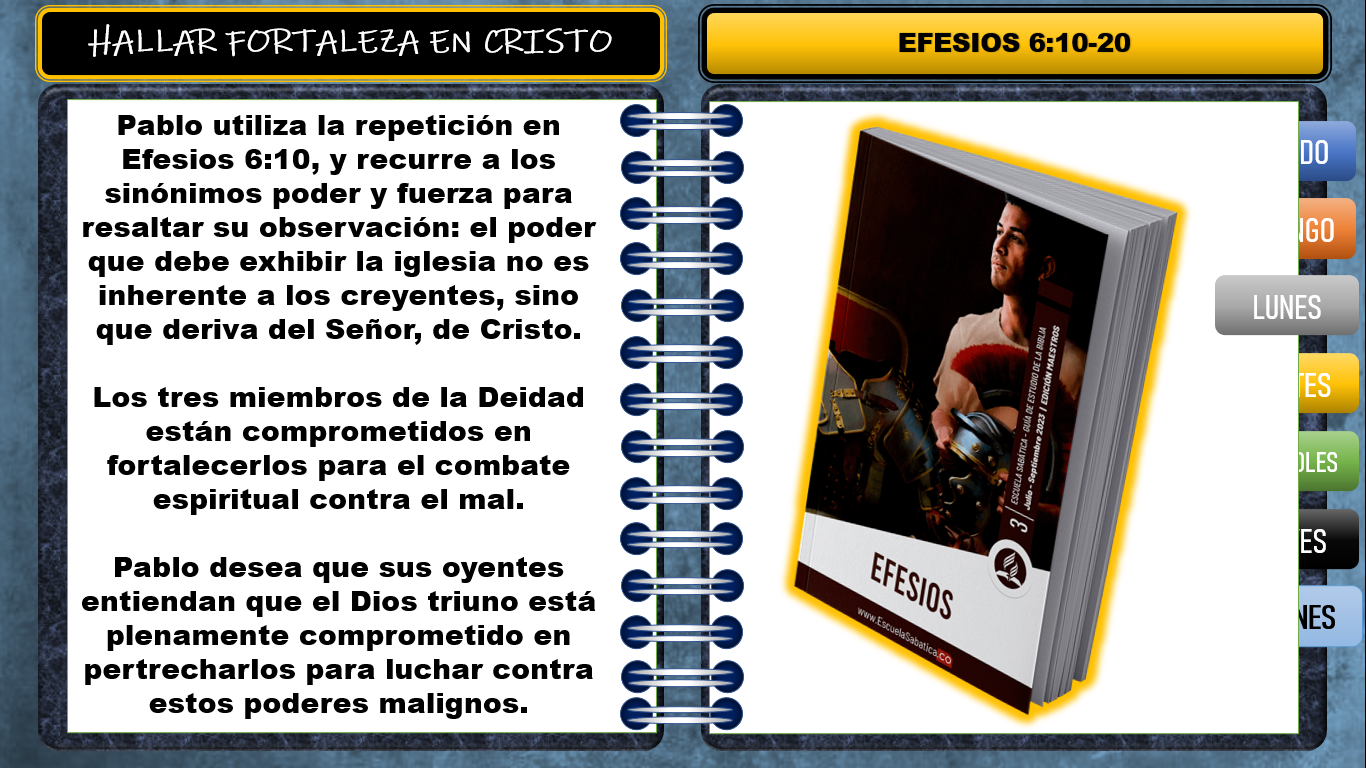 HALLAR FORTALEZA EN CRISTO
EFESIOS 6:10-20
Pablo utiliza la repetición en
Efesios 6:10, y recurre a los
sinónimos poder y fuerza para
resaltar su observación: el poder
que debe exhibir la iglesia no es
inherente a los creyentes, sino
que deriva del Señor, de Cristo.
Los tres miembros de la Deidad
están comprometidos en
fortalecerlos para el combate
espiritual contra el mal.
Pablo desea que sus oyentes
entiendan que el Dios triuno está
plenamente comprometido en
pertrecharlos para luchar contra
estos poderes malignos.
3
ESCUELA SABÁTICA - GUÍA DE ESTUDIO DE LA BIBLIA
Julio - Septiembre 2023 | EDICIÓN MAESTROS
EFESIOS
www.EscuelaSabatica.co
DO
NGO
LUNES
TES
OLES
ES
NES